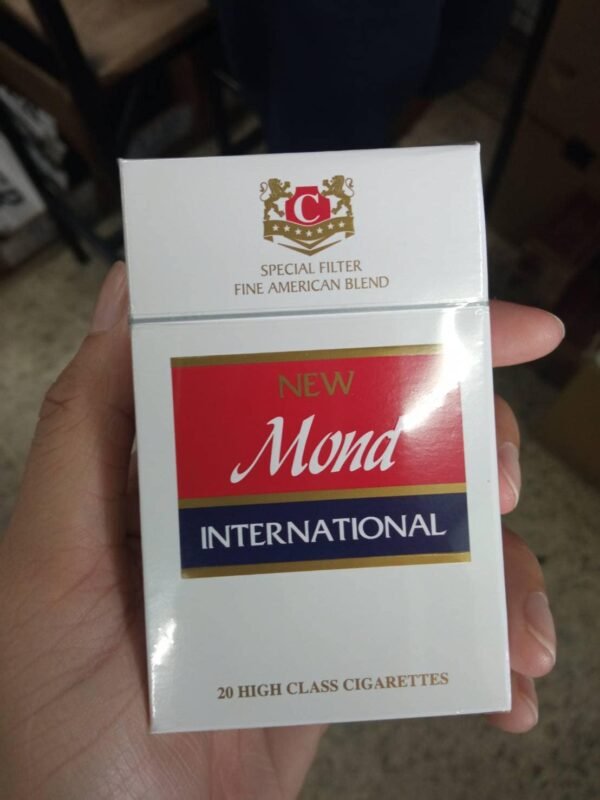 C
SPECIAL FILTER
FINE AMERICAN BLEND
NEW
Mond
INTERNATIONAL
20 HIGH CLASS CIGARETTES